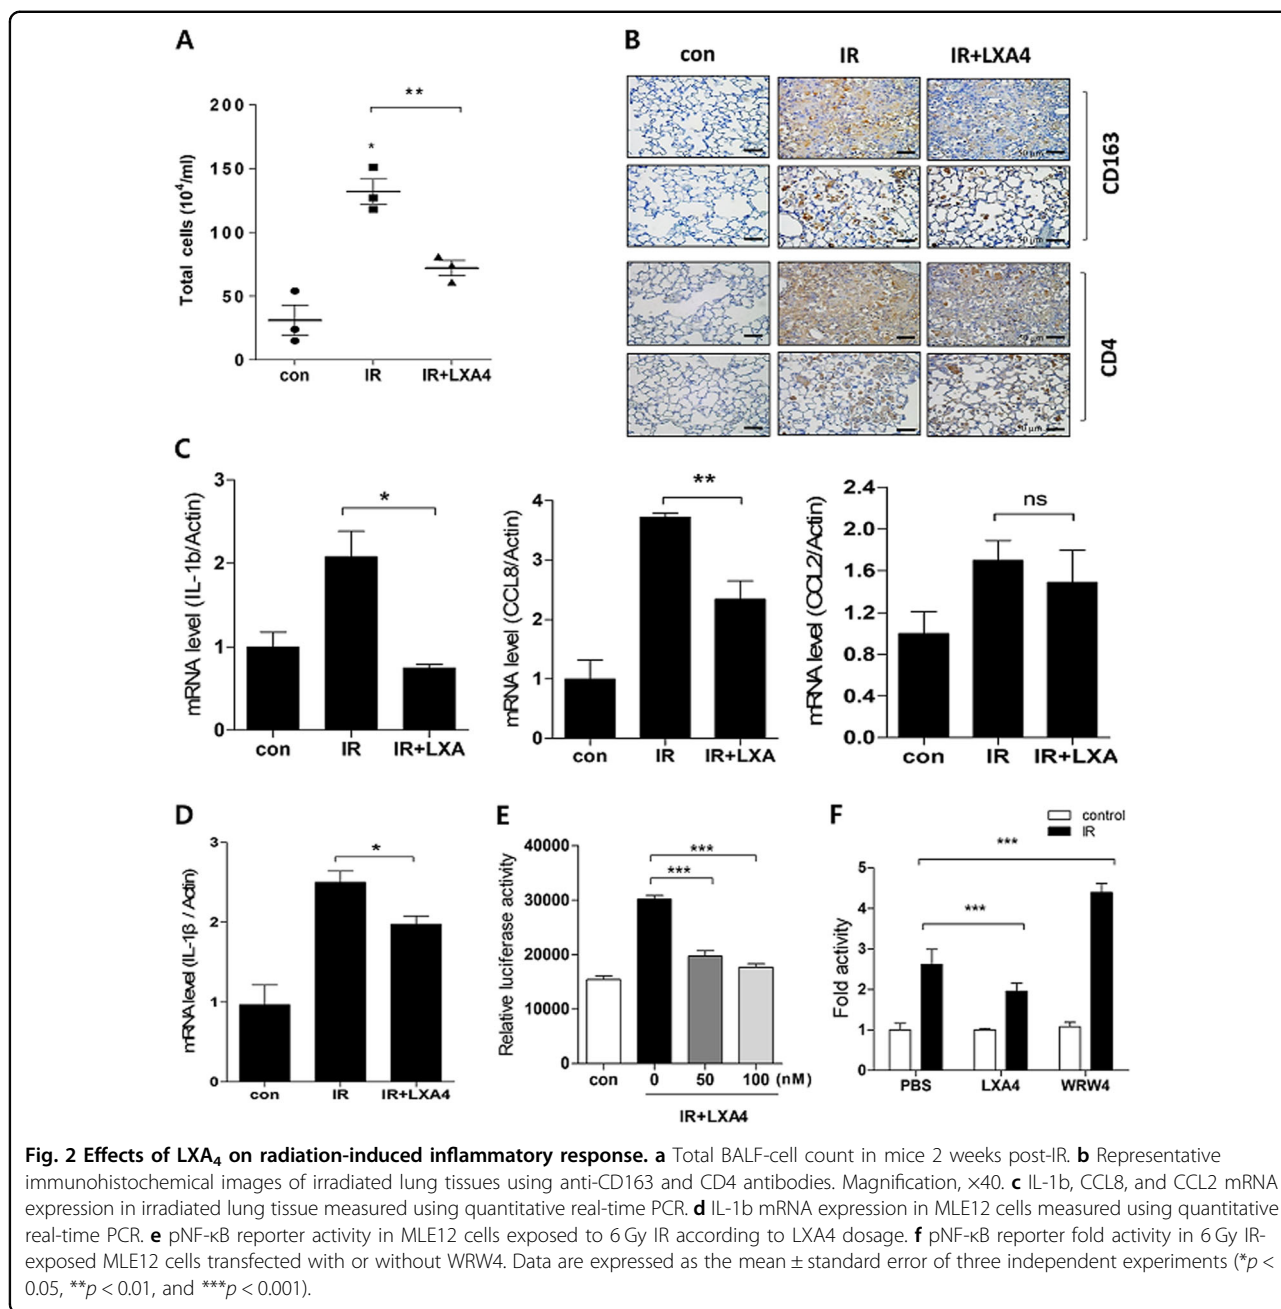 A
**
200
150
100
50
0
*
Total cells (10⁴/ml)
con IR IR+LXA4
B
con IR IR+LXA4
50 µm
CD163
50 µm
50 µm
CD4
50 µm
C
3
2
1
0
mRNA level (IL-1b/Actin)
*
con IR IR+LXA
4
3
2
1
0
mRNA level (CCL8/Actin)
**
con IR IR+LXA
2.4
2.0
1.6
1.2
0.8
0.4
0.0
mRNA level (CCL2/Actin)
ns
con IR IR+LXA
D
3
2
1
0
mRNA level (IL-1β / Actin)
*
con IR IR+LXA4
E
40000
30000
20000
10000
0
Relative luciferase activity
***
***
con 0 50 100 (nM)
IR+LXA4
F
control
IR
5
4
3
2
1
0
Fold activity
***
***
PBS LXA4 WRW4
Fig. 2 Effects of LXA₄ on radiation-induced inflammatory response. a Total BALF-cell count in mice 2 weeks post-IR. b Representative
immunohistochemical images of irradiated lung tissues using anti-CD163 and CD4 antibodies. Magnification, ×40. c IL-1b, CCL8, and CCL2 mRNA
expression in irradiated lung tissue measured using quantitative real-time PCR. d IL-1b mRNA expression in MLE12 cells measured using quantitative
real-time PCR. e pNF-κB reporter activity in MLE12 cells exposed to 6 Gy IR according to LXA4 dosage. f pNF-κB reporter fold activity in 6 Gy IR-
exposed MLE12 cells transfected with or without WRW4. Data are expressed as the mean ± standard error of three independent experiments (*p <
0.05, **p < 0.01, and ***p < 0.001).